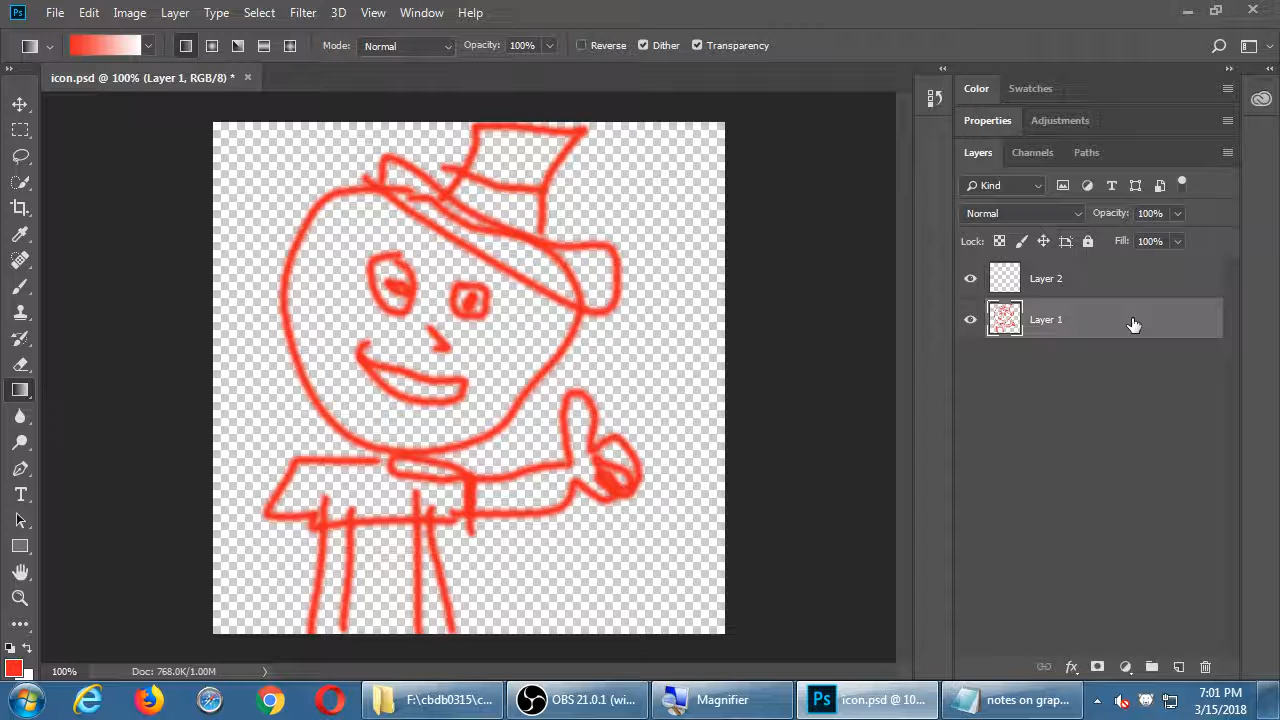 Ps File Edit Image Layer Type Select Filter 3D View Window Help
Mode: Normal Opacity: 100% Reverse Dither Transparency
icon.psd @ 100% (Layer 1, RGB/8) *
Color Swatches
Properties Adjustments
Layers Channels Paths
Kind
Normal Opacity: 100%
Lock: Fill: 100%
Layer 2
Layer 1
100% Doc: 768.0K/1.00M
F:\cbdb0315\c... OBS 21.0.1 (wi... Magnifier Ps icon.psd @ 10... notes on grap...
7:01 PM
3/15/2018